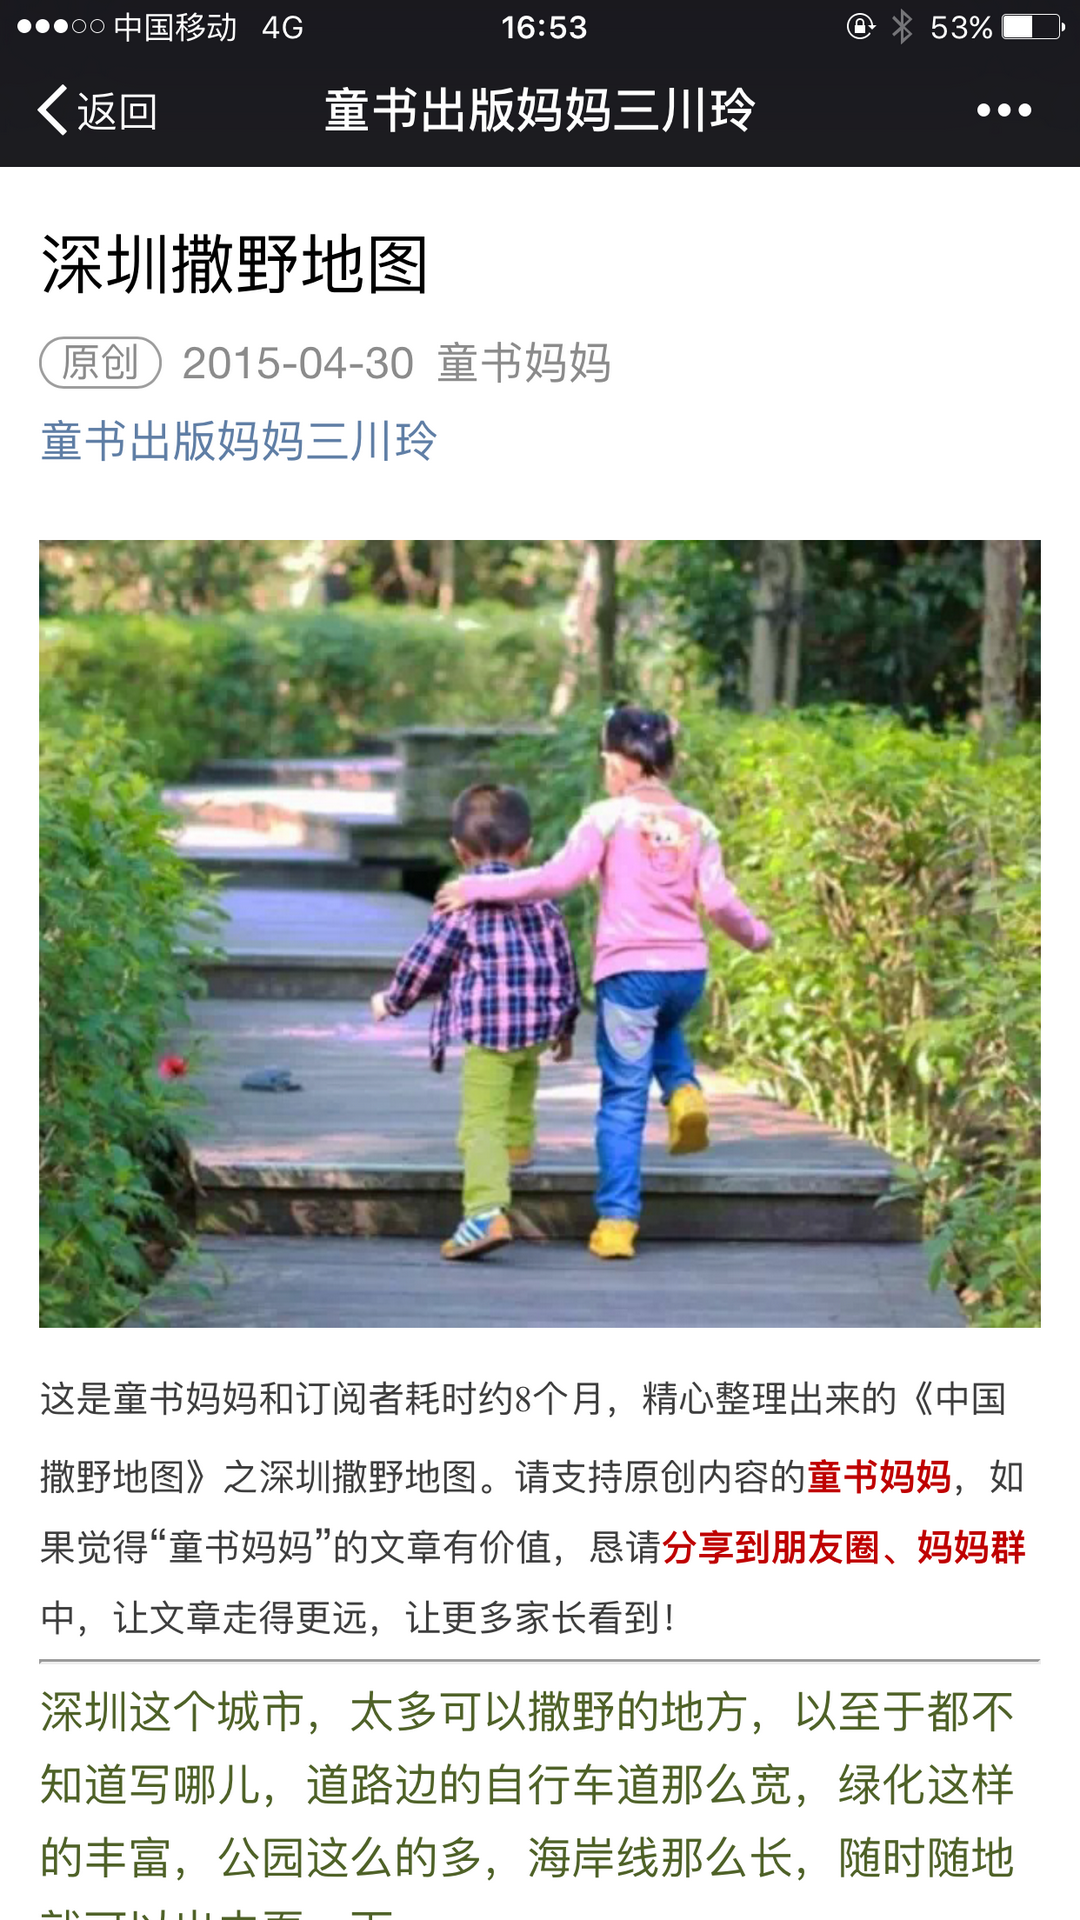 中国移动 4G 16:53 53%
返回 童书出版妈妈三川玲
深圳撒野地图
原创 2015-04-30 童书妈妈
童书出版妈妈三川玲
这是童书妈妈和订阅者耗时约8个月，精心整理出来的《中国
撒野地图》之深圳撒野地图。请支持原创内容的童书妈妈，如
果觉得“童书妈妈”的文章有价值，恳请分享到朋友圈、妈妈群
中，让文章走得更远，让更多家长看到！
深圳这个城市，太多可以撒野的地方，以至于都不
知道写哪儿，道路边的自行车道那么宽，绿化这样
的丰富，公园这么的多，海岸线那么长，随时随地